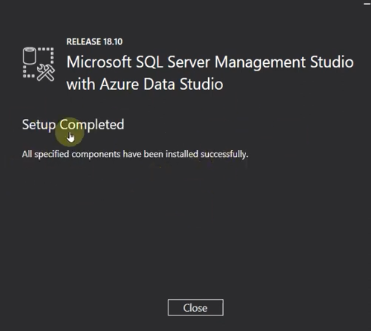 RELEASE 18.10
Microsoft SQL Server Management Studio
with Azure Data Studio
Setup Completed
All specified components have been installed successfully.
Close